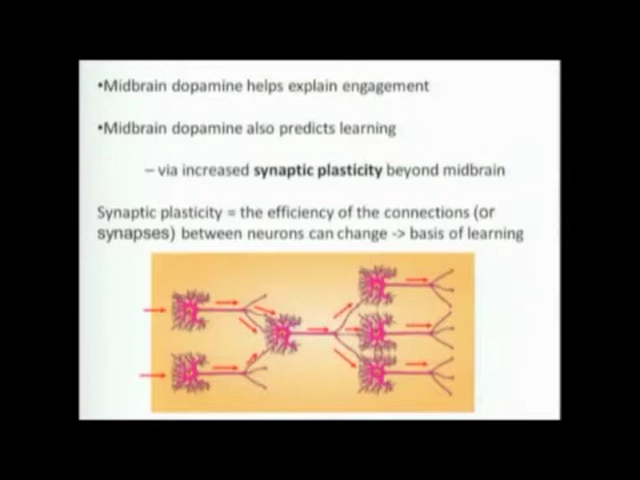 •Midbrain dopamine helps explain engagement
•Midbrain dopamine also predicts learning
– via increased synaptic plasticity beyond midbrain
Synaptic plasticity = the efficiency of the connections (or
synapses) between neurons can change -> basis of learning